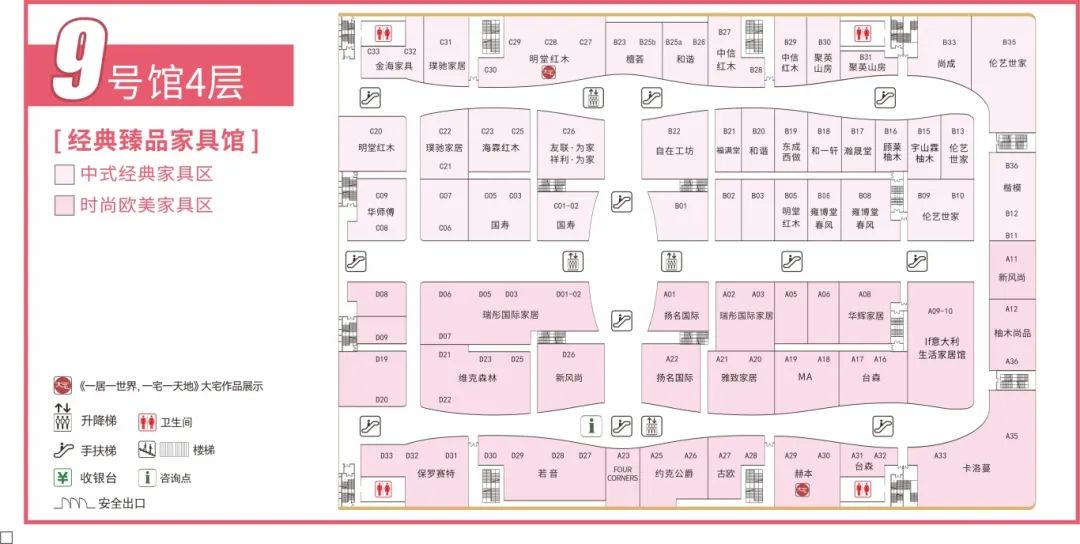 9号馆4层
[ 经典臻品家具馆 ]
中式经典家具区
时尚欧美家具区
《一居一世界，一宅一天地》大宅作品展示
升降梯
卫生间
手扶梯
楼梯
¥
收银台
i
咨询点
安全出口
C33
C32
金海家具
C31
璞驰家居
C30
C29
C28
C27
明堂红木
大宅
B23
B25b
檀荟
B25a
B26
和谐
B27
中信
红木
B28
B29
中信
红木
B30
聚英
山房
B31
聚英山房
B33
尚成
B35
伦艺世家
C20
明堂红木
C22
璞驰家居
C21
C23
C25
海霖红木
C26
友联·为家
祥利·为家
B22
自在工坊
B21
福满堂
B20
和谐
B19
东成
西做
B18
和一轩
B17
瀚晟堂
B16
顾菉
柚木
B15
宇山霖
柚木
B13
伦艺
世家
B36
楷模
B12
B11
C09
华师傅
C08
C07
C06
C05
C03
国寿
C01-02
国寿
B01
B02
B03
B05
明堂
红木
B06
雍博堂
春风
B08
雍博堂
春风
B09
B10
伦艺世家
A11
新风尚
D08
D09
D06
D05
D03
D01-02
瑞彤国际家居
D07
A01
扬名国际
A02
A03
瑞彤国际家居
A05
A06
A08
华辉家居
A09-10
If意大利
生活家居馆
A12
柚木尚品
A36
D19
D20
D21
D23
D25
维克森林
D22
D26
新风尚
A22
扬名国际
A21
A20
雅致家居
A19
A18
MA
A17
A16
台森
i
D33
D32
D31
保罗赛特
D30
D29
D28
D27
若音
A23
FOUR
CORNERS
A25
A26
约克公爵
A27
古欧
A28
A29
赫本
大宅
A31
A32
台森
A33
卡洛蔓
A35